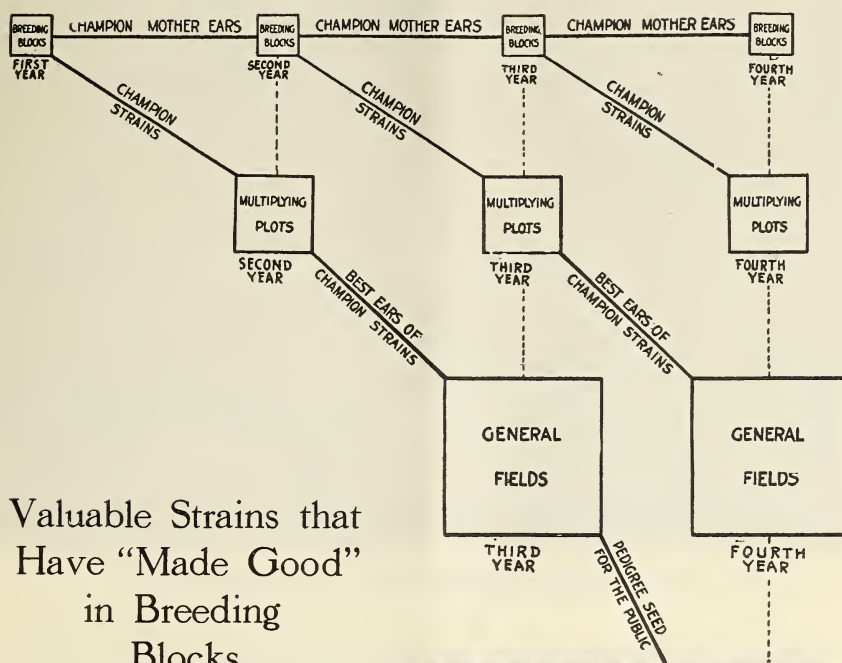 BREEDING
BLOCKS
CHAMPION MOTHER EARS
BREEDING
BLOCKS
CHAMPION MOTHER EARS
BREEDING
BLOCKS
CHAMPION MOTHER EARS
BREEDING
BLOCKS
FIRST
YEAR
SECOND
YEAR
THIRD
YEAR
FOURTH
YEAR
CHAMPION
STRAINS
CHAMPION
STRAINS
CHAMPION
STRAINS
MULTIPLYING
PLOTS
MULTIPLYING
PLOTS
MULTIPLYING
PLOTS
SECOND
YEAR
THIRD
YEAR
FOURTH
YEAR
BEST EARS OF
CHAMPION STRAINS
BEST EARS OF
CHAMPION STRAINS
GENERAL
FIELDS
GENERAL
FIELDS
THIRD
YEAR
FOURTH
YEAR
PEDIGREE SEED
FOR THE PUBLIC
Valuable Strains that
Have “Made Good”
in Breeding
Blocks